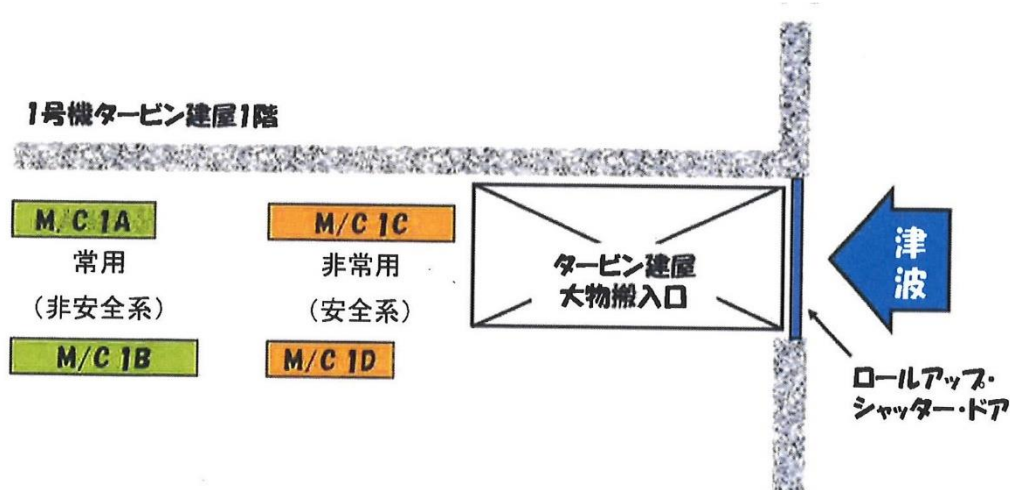 1号機タービン建屋1階
M/C 1A
常用
(非安全系)
M/C 1B
M/C 1C
非常用
(安全系)
M/C 1D
タービン建屋
大物搬入口
津
波
ロールアップ・
シャッター・ドア